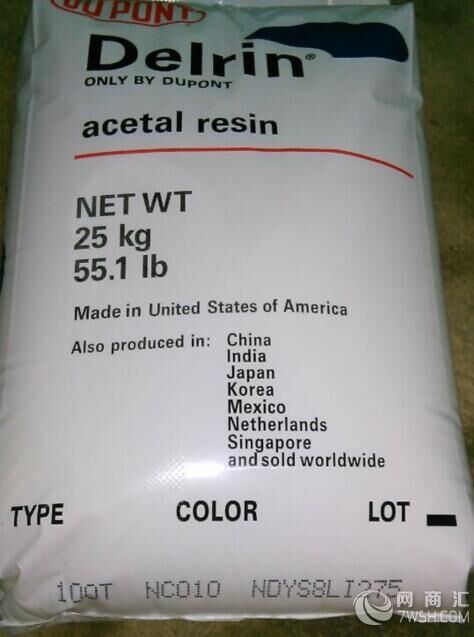 DUPONT
Delrin®
ONLY BY DUPONT
acetal resin
NET WT
25 kg
55.1 lb
Made in United States of America
Also produced in: China
India
Japan
Korea
Mexico
Netherlands
Singapore
and sold worldwide
TYPE COLOR LOT
100T NC010 NDYS8LI275
网商汇
7WSH.COM